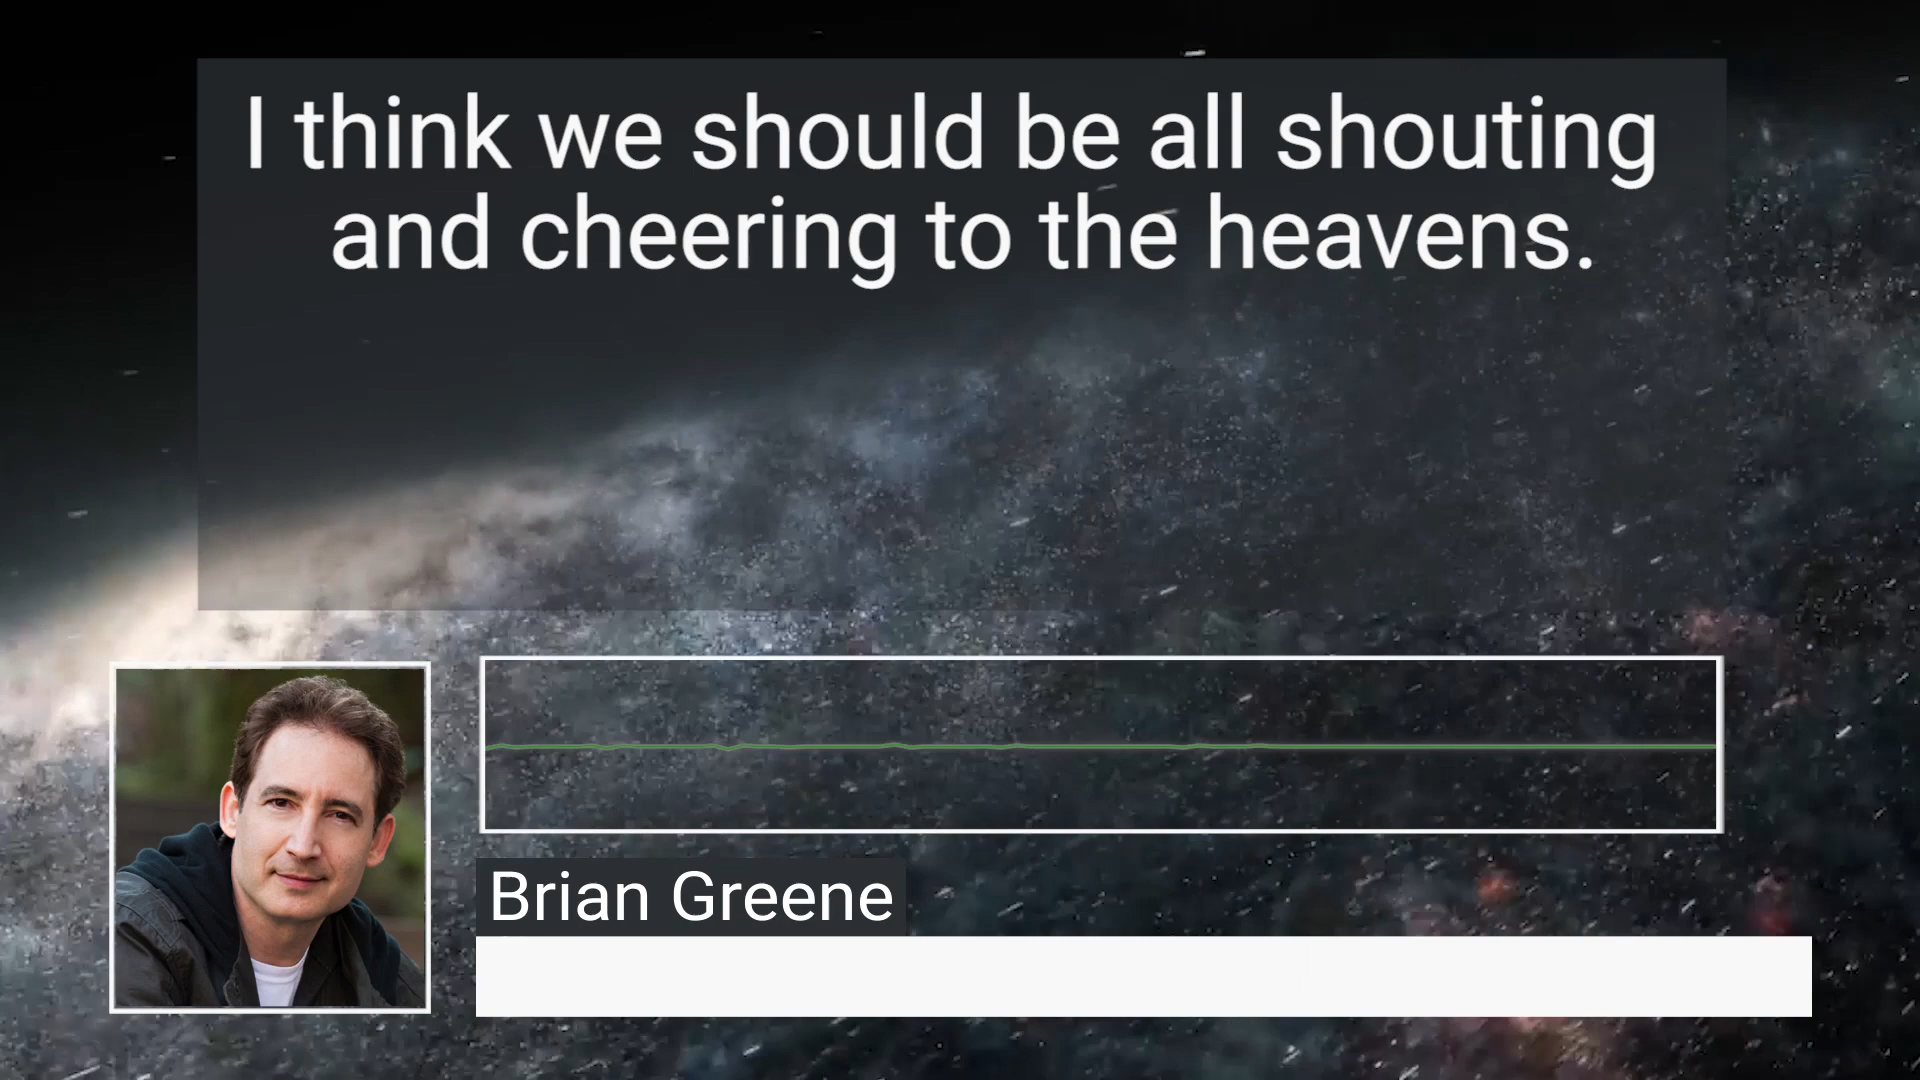 I think we should be all shouting
and cheering to the heavens.
Brian Greene